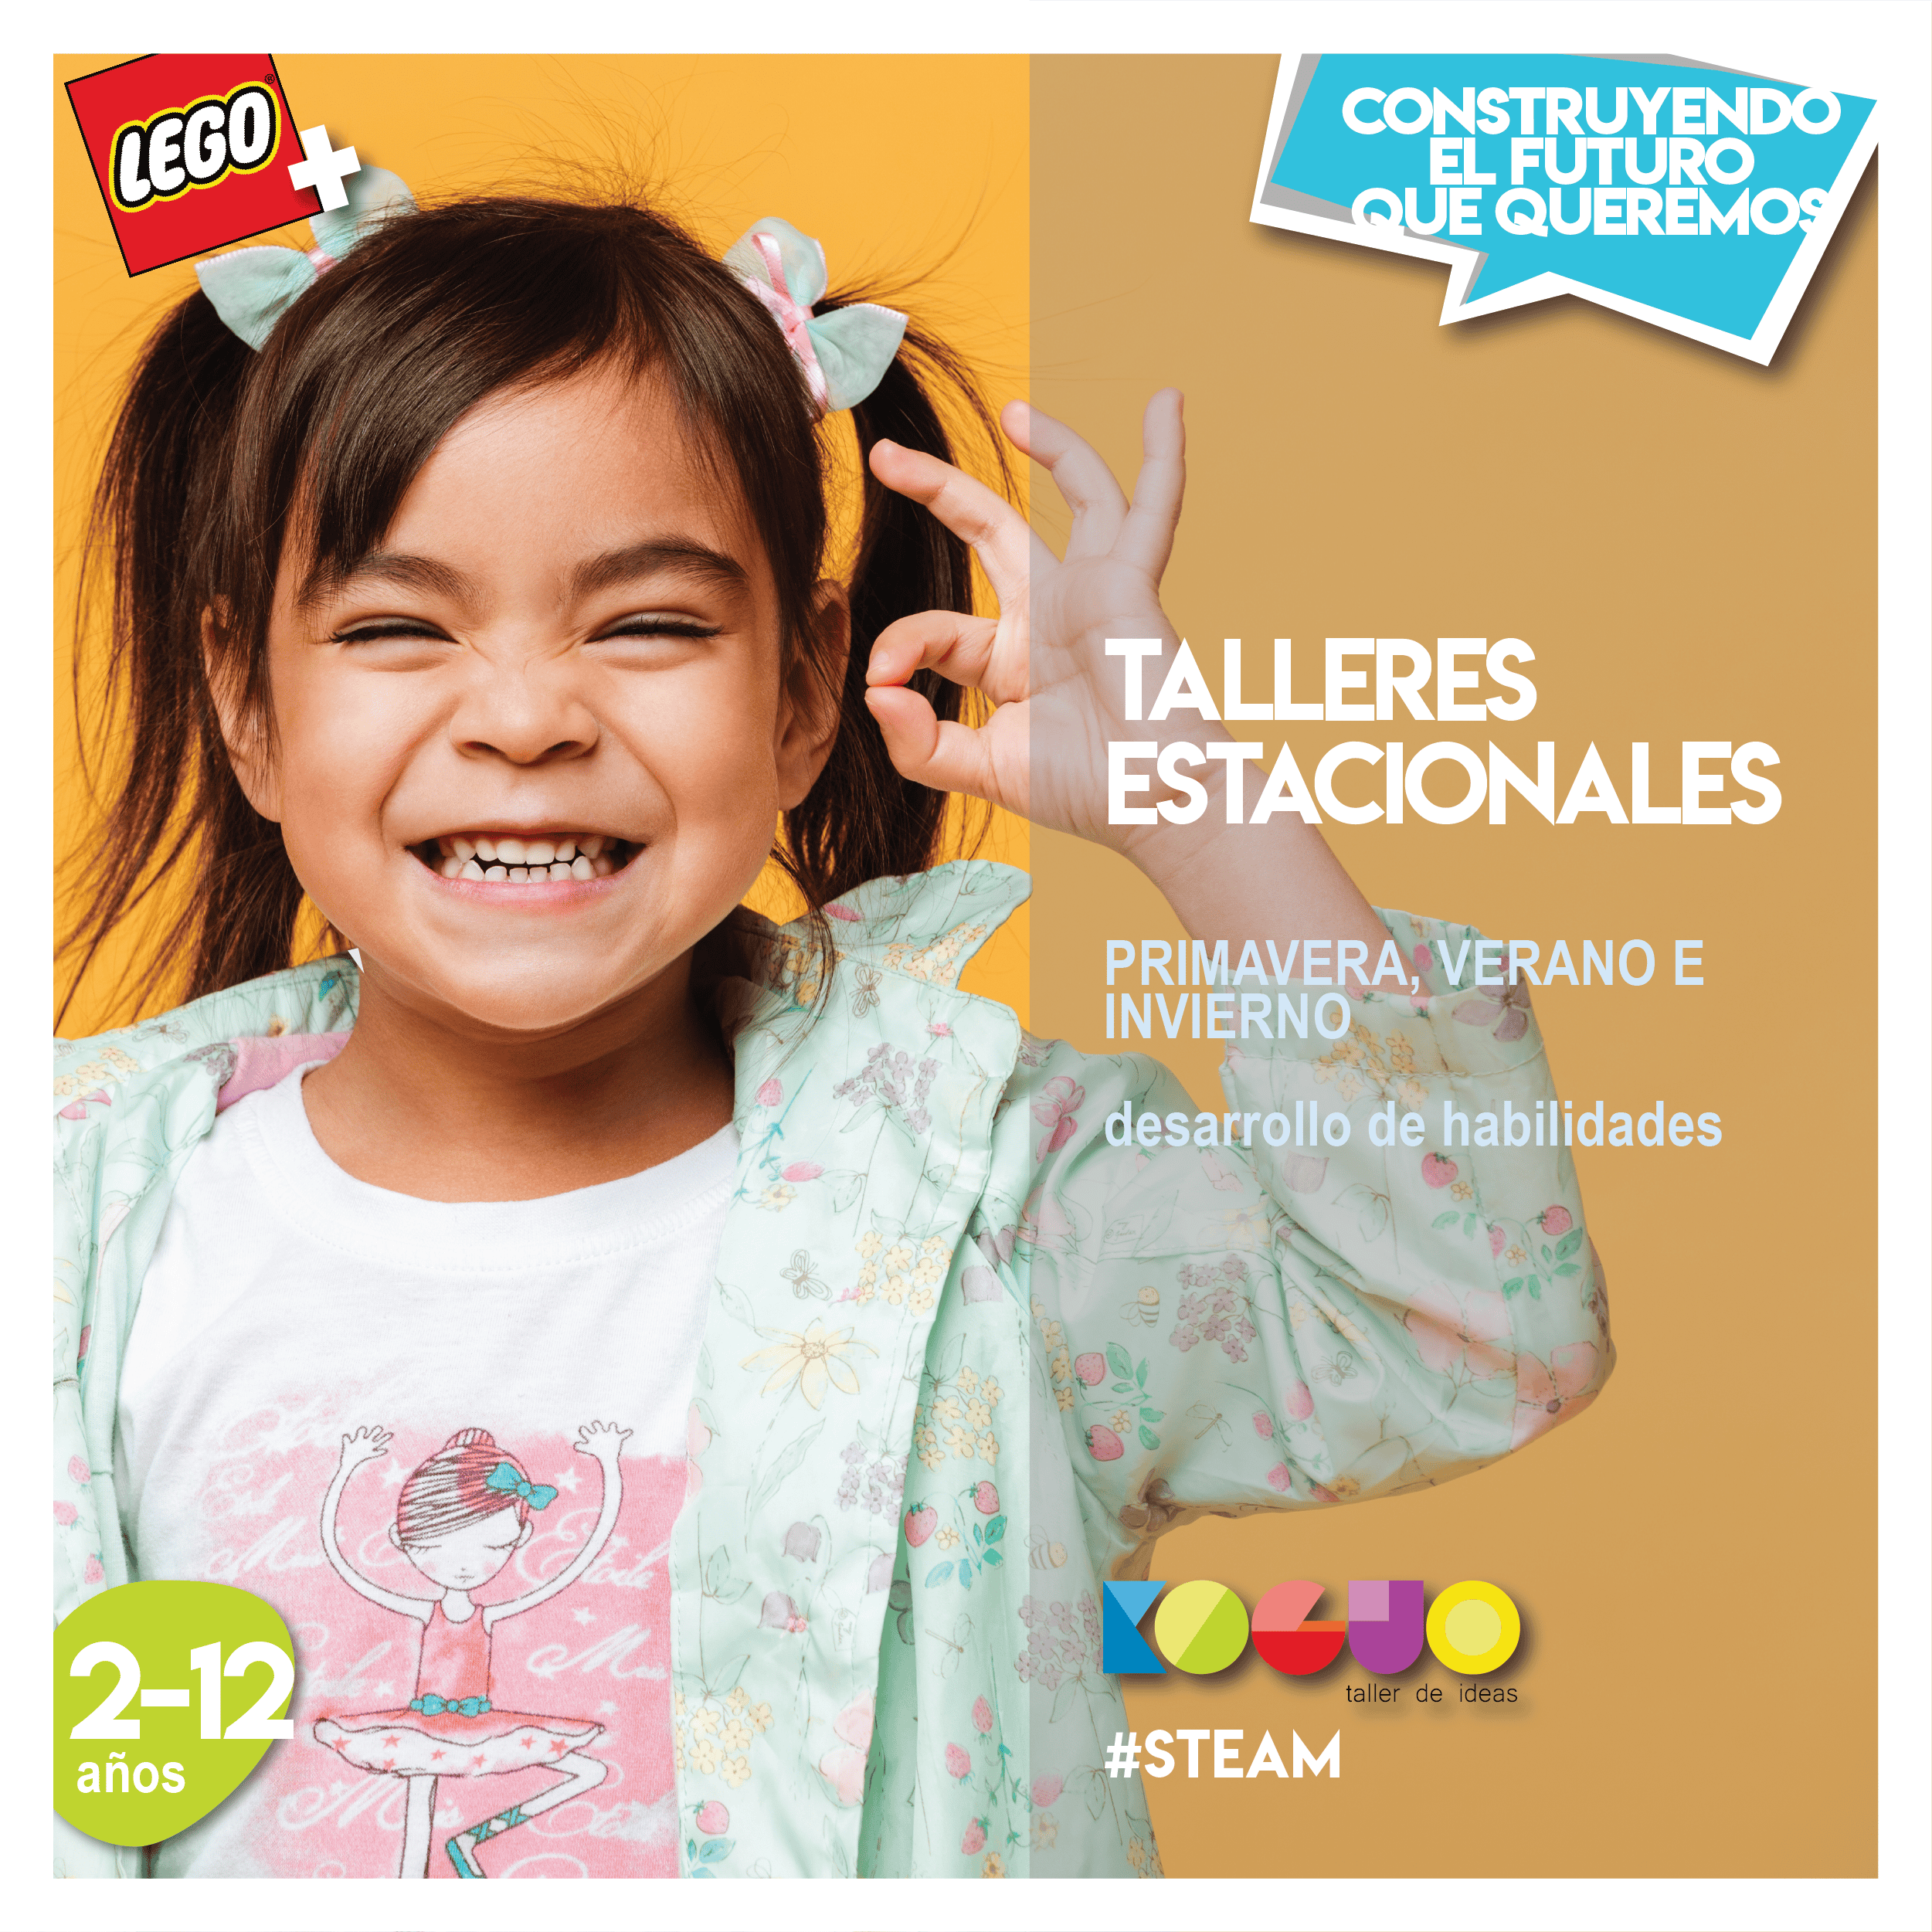 LEGO
CONSTRUYENDO
EL FUTURO
QUE QUEREMOS
TALLERES
ESTACIONALES
PRIMAVERA, VERANO E
INVIERNO
desarrollo de habilidades
2-12
años
KOGUO
taller de ideas
#STEAM